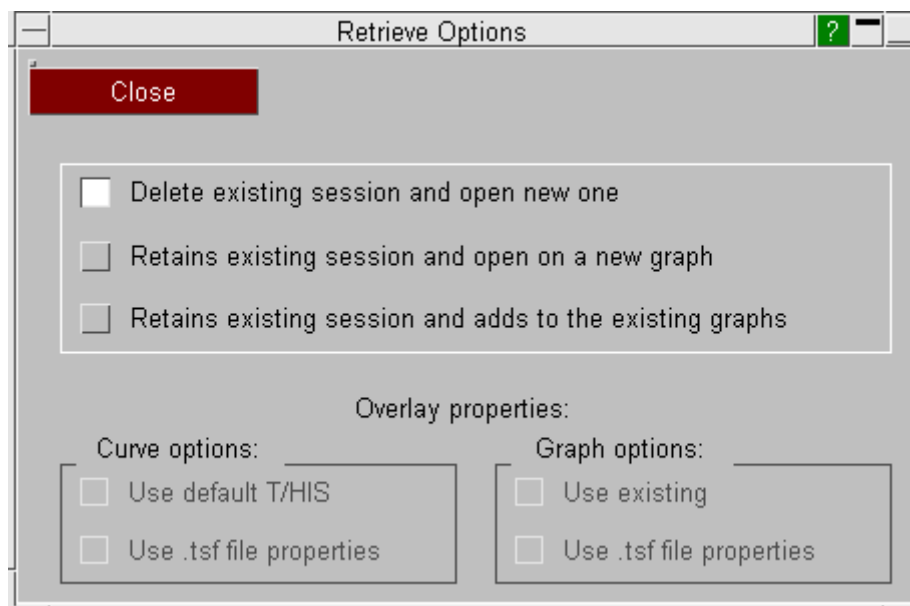 Retrieve Options ?
Close
Delete existing session and open new one
Retains existing session and open on a new graph
Retains existing session and adds to the existing graphs
Overlay properties:
Curve options: Graph options:
Use default T/HIS Use existing
Use .tsf file properties Use .tsf file properties